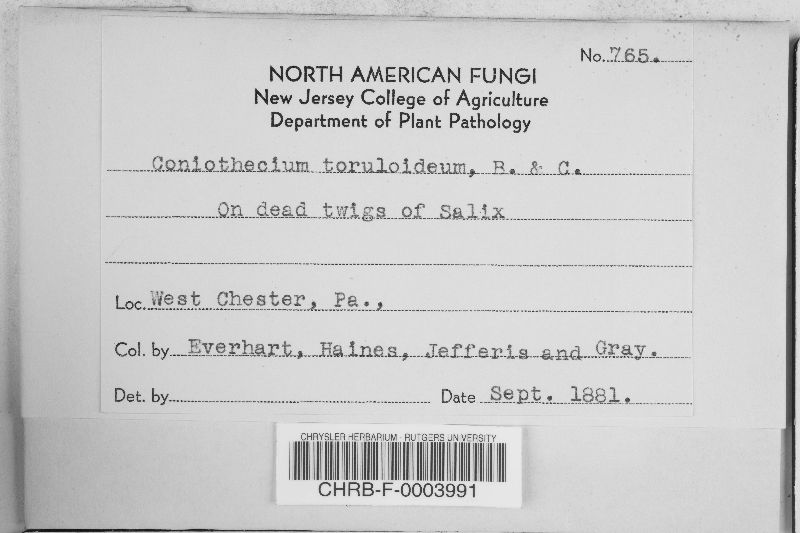 No. 765.
NORTH AMERICAN FUNGI
New Jersey College of Agriculture
Department of Plant Pathology
Coniothecium toruloideum, B. & C.
On dead twigs of Salix
Loc. West Chester, Pa.,
Col. by Everhart, Haines, Jefferis and Gray.
Det. by
Date Sept. 1881.
CHRYSLER HERBARIUM - RUTGERS UNIVERSITY
CHRB-F-0003991